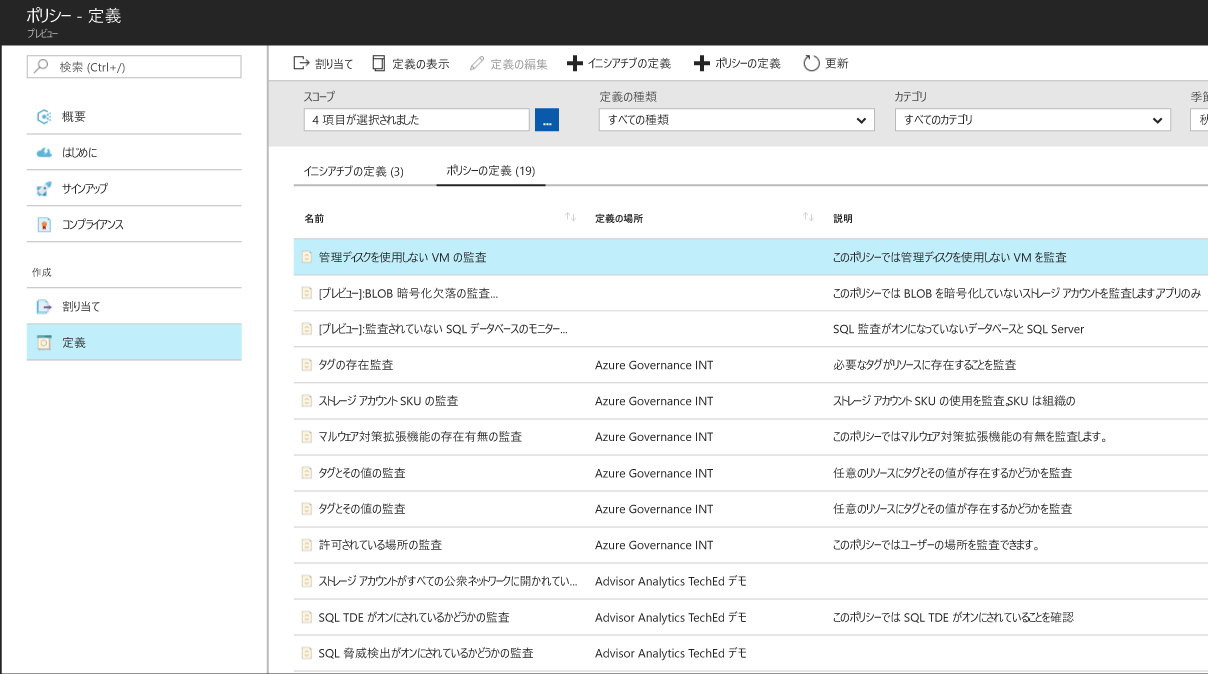 ポリシー - 定義
プレビュー
検索 (Ctrl+/)
概要
はじめに
サインアップ
コンプライアンス
作成
割り当て
定義
割り当て 定義の表示 定義の編集 イニシアチブの定義 ポリシーの定義 更新
スコープ 定義の種類 カテゴリ 季節
4 項目が選択されました ... すべての種類 すべてのカテゴリ 秋
イニシアチブの定義 (3) ポリシーの定義 (19)
名前 定義の場所 説明
管理ディスクを使用しない VM の監査 このポリシーでは管理ディスクを使用しない VM を監査
[プレビュー]:BLOB 暗号化欠落の監査... このポリシーでは BLOB を暗号化していないストレージ アカウントを監査します。アプリのみ
[プレビュー]:監査されていない SQL データベースのモニター... SQL 監査がオンになっていないデータベースと SQL Server
タグの存在監査 Azure Governance INT 必要なタグがリソースに存在することを監査
ストレージ アカウント SKU の監査 Azure Governance INT ストレージ アカウント SKU の使用を監査。SKU は組織の
マルウェア対策拡張機能の存在有無の監査 Azure Governance INT このポリシーではマルウェア対策拡張機能の有無を監査します。
タグとその値の監査 Azure Governance INT 任意のリソースにタグとその値が存在するかどうかを監査
タグとその値の監査 Azure Governance INT 任意のリソースにタグとその値が存在するかどうかを監査
許可されている場所の監査 Azure Governance INT このポリシーではユーザーの場所を監査できます。
ストレージ アカウントがすべての公衆ネットワークに開かれてい... Advisor Analytics TechEd デモ
SQL TDE がオンにされているかどうかの監査 Advisor Analytics TechEd デモ このポリシーでは SQL TDE がオンにされていることを確認
SQL 脅威検出がオンにされているかどうかの監査 Advisor Analytics TechEd デモ